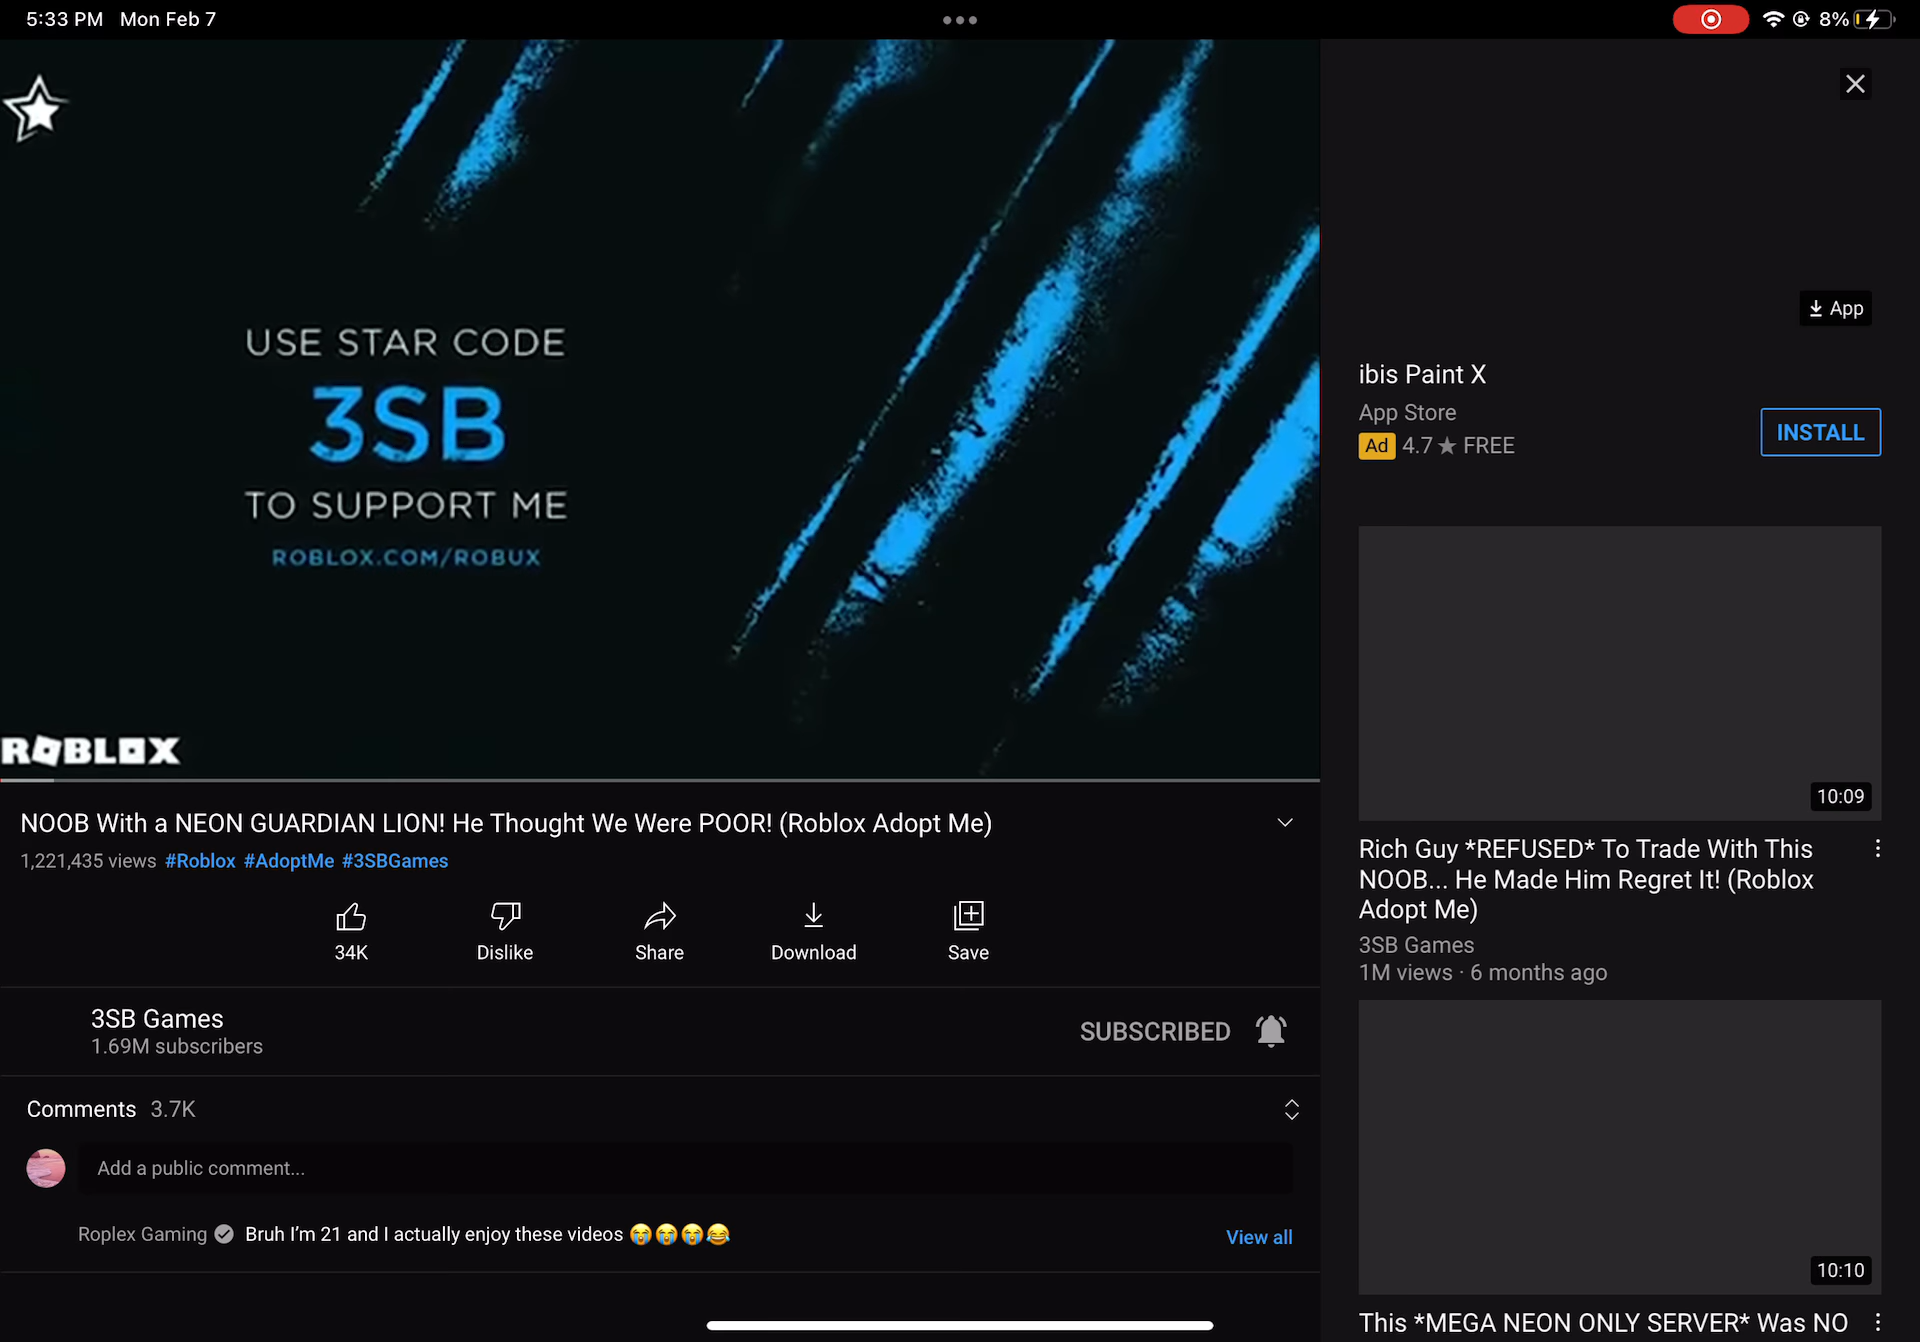 5:33 PM Mon Feb 7
8%
USE STAR CODE
3SB
TO SUPPORT ME
ROBLOX.COM/ROBUX
ROBLOX
NOOB With a NEON GUARDIAN LION! He Thought We Were POOR! (Roblox Adopt Me)
1,221,435 views #Roblox #AdoptMe #3SBGames
34K
Dislike
Share
Download
Save
3SB Games
1.69M subscribers
SUBSCRIBED
Comments 3.7K
Add a public comment...
Roplex Gaming Bruh I'm 21 and I actually enjoy these videos 😭😭😭😂
View all
App
ibis Paint X
App Store
Ad 4.7 ★ FREE
INSTALL
10:09
Rich Guy *REFUSED* To Trade With This
NOOB... He Made Him Regret It! (Roblox
Adopt Me)
3SB Games
1M views · 6 months ago
10:10
This *MEGA NEON ONLY SERVER* Was NO